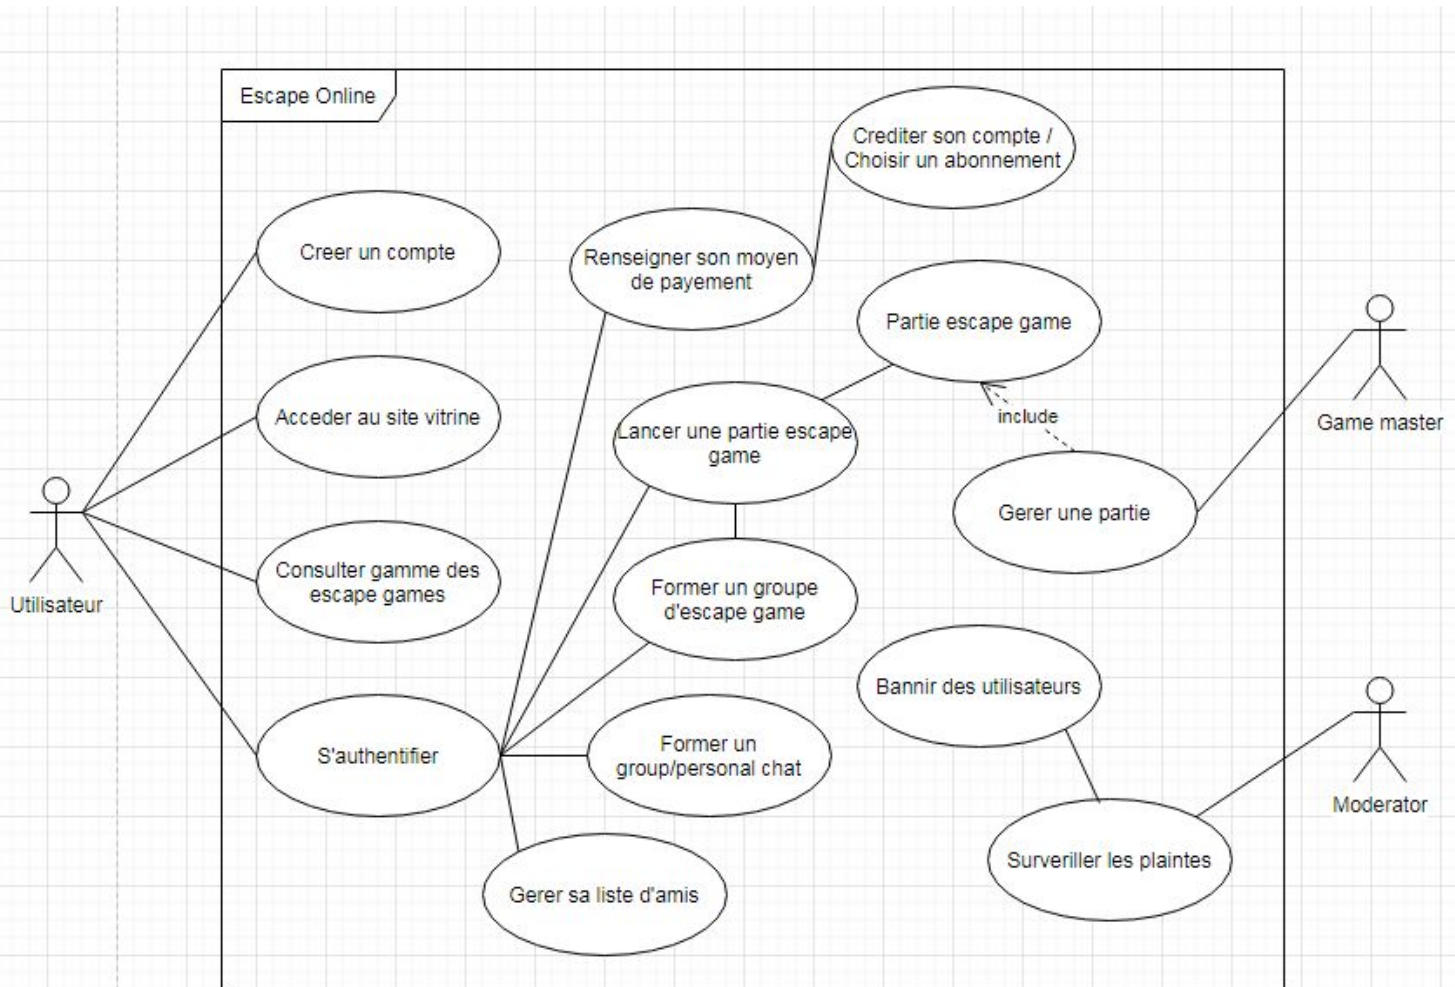 Escape Online
Crediter son compte /
Choisir un abonnement
Creer un compte
Renseigner son moyen
de payement
Partie escape game
Acceder au site vitrine
Lancer une partie escape
game
include
Game master
Gerer une partie
Consulter gamme des
escape games
Utilisateur
Former un groupe
d'escape game
Bannir des utilisateurs
S'authentifier
Former un
group/personal chat
Moderator
Surveriller les plaintes
Gerer sa liste d'amis